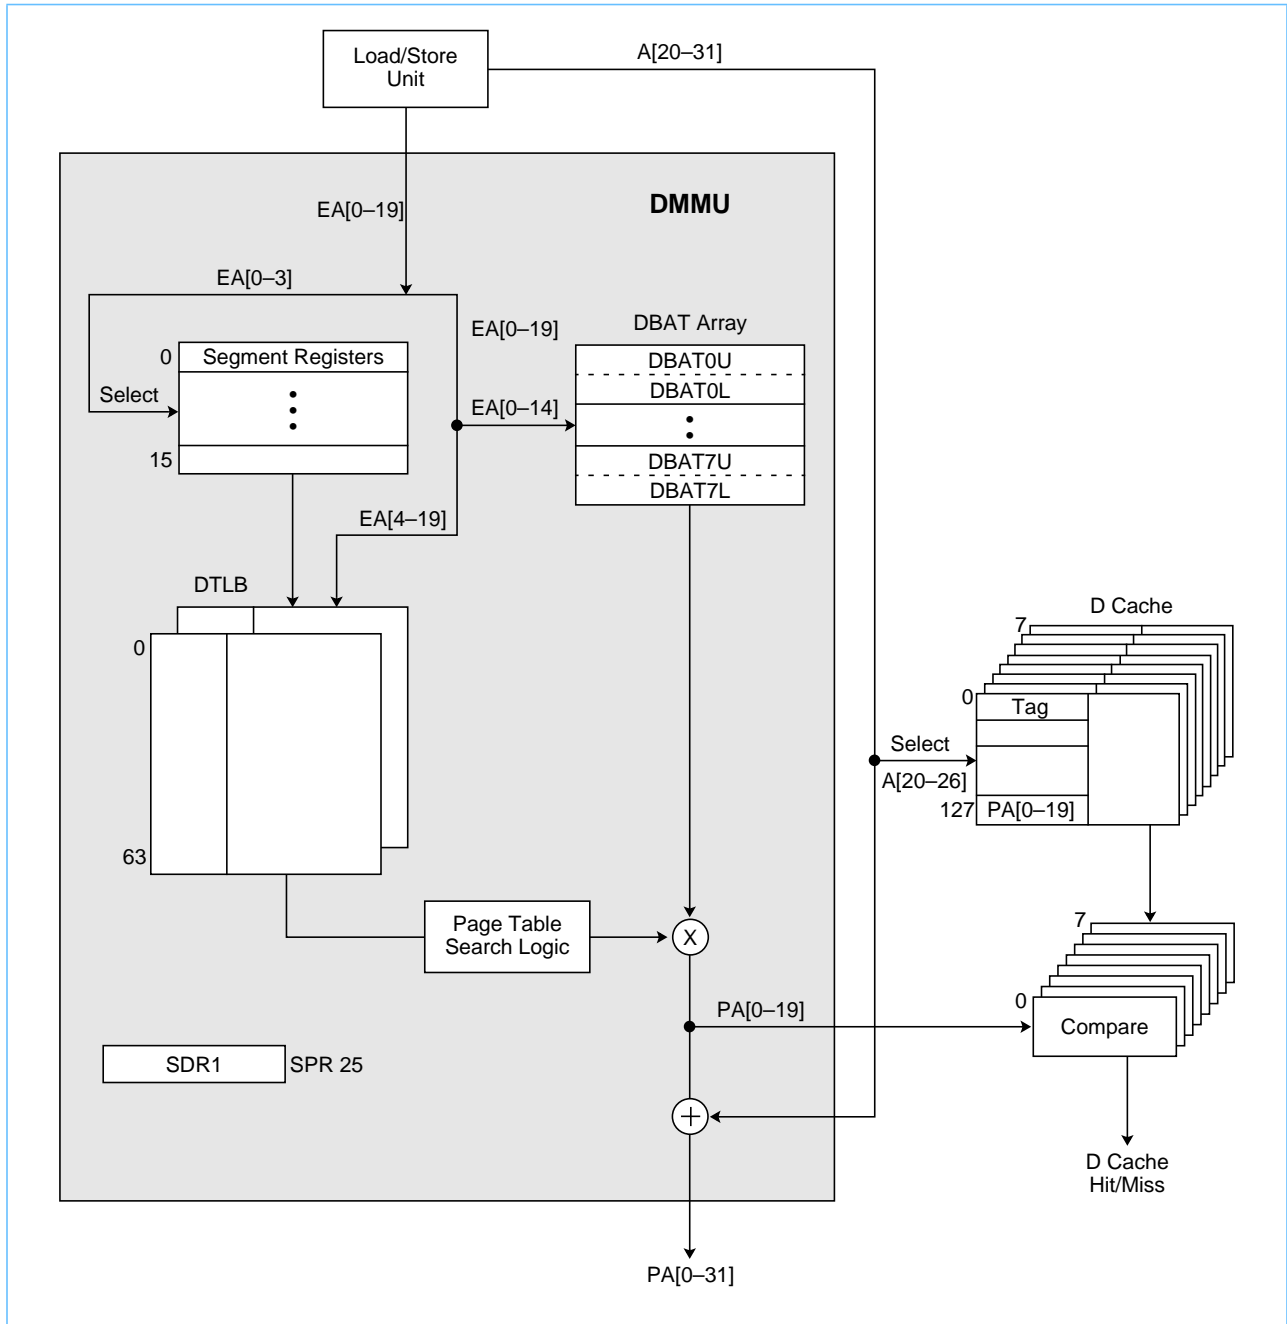 Load/Store
Unit
A[20–31]
DMMU
EA[0–19]
EA[0–3]
EA[0–19]
DBAT Array
0
Segment Registers
DBAT0U
DBAT0L
Select
EA[0–14]
15
DBAT7U
DBAT7L
EA[4–19]
DTLB
0
63
D Cache
7
0
Tag
Select
A[20–26]
127
PA[0–19]
Page Table
Search Logic
X
7
0
PA[0–19]
Compare
SDR1
SPR 25
+
D Cache
Hit/Miss
PA[0–31]